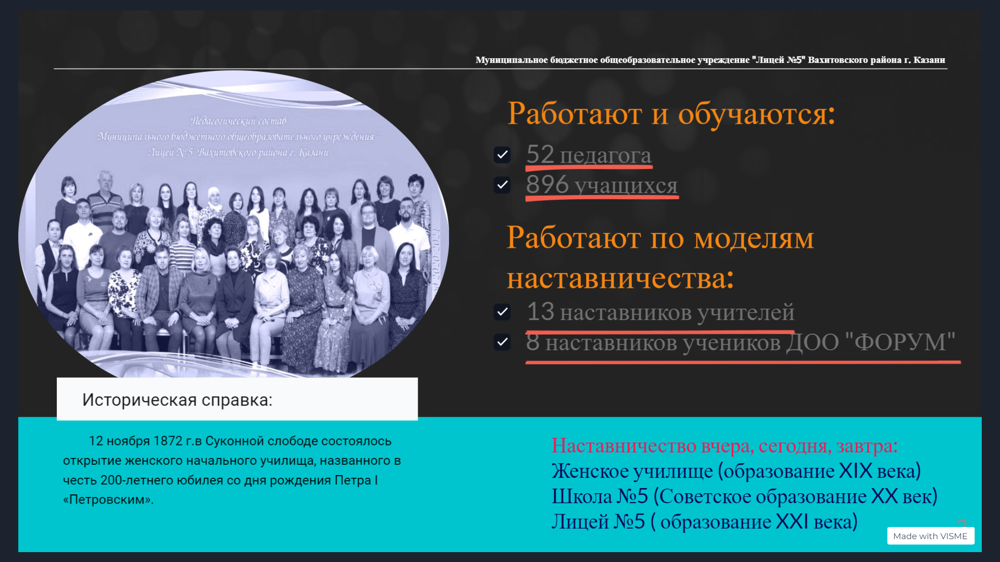 Муниципальное бюджетное общеобразовательное учреждение "Лицей №5" Вахитовского района г. Казани
Педагогический состав
Муниципального бюджетного общеобразовательного учреждения "
Лицей №5" Вахитовского района г. Казани
2020-2021
Работают и обучаются:
52 педагога
896 учащихся
Работают по моделям
наставничества:
13 наставников учителей
8 наставников учеников ДОО "ФОРУМ"
Историческая справка:
12 ноября 1872 г.в Суконной слободе состоялось
открытие женского начального училища, названного в
честь 200-летнего юбилея со дня рождения Петра I
«Петровским».
Наставничество вчера, сегодня, завтра:
Женское училище (образование XIX века)
Школа №5 (Советское образование XX век)
Лицей №5 ( образование XXI века)
Made with VISME